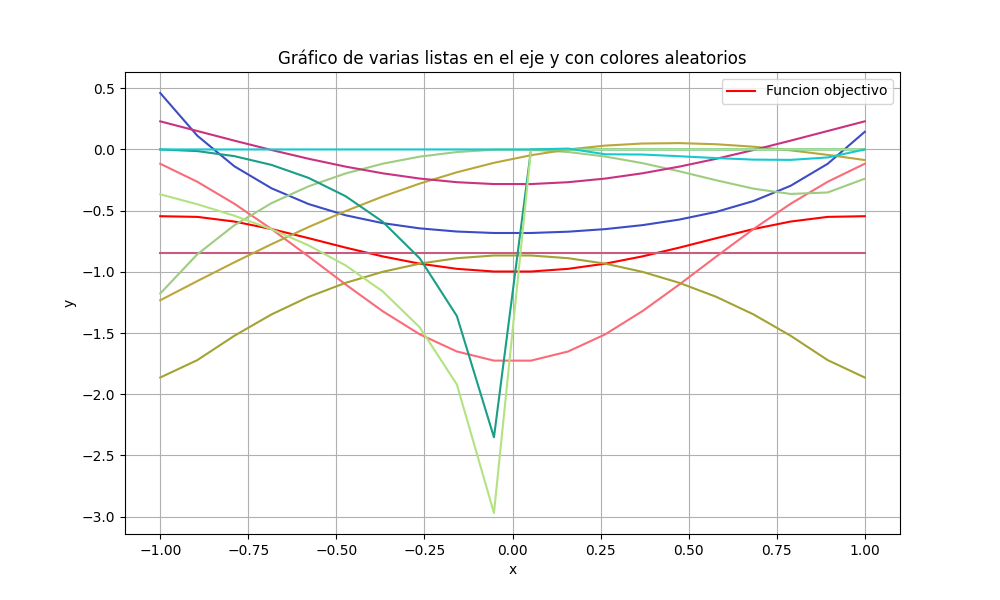 Gráfico de varias listas en el eje y con colores aleatorios
Funcion objectivo
0.5
0.0
−0.5
−1.0
−1.5
−2.0
−2.5
−3.0
y
−1.00 −0.75 −0.50 −0.25 0.00 0.25 0.50 0.75 1.00
x